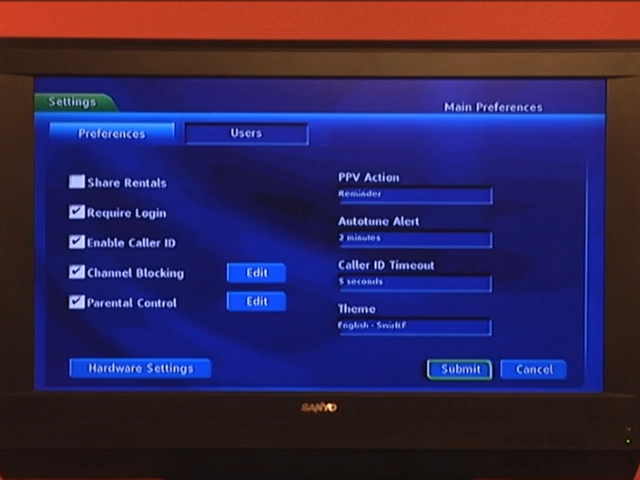 Settings
Main Preferences
Preferences
Users
Share Rentals
Require Login
Enable Caller ID
Channel Blocking
Edit
Parental Control
Edit
PPV Action
Reminder
Autotune Alert
2 minutes
Caller ID Timeout
5 seconds
Theme
English -
Hardware Settings
Submit
Cancel
SANYO